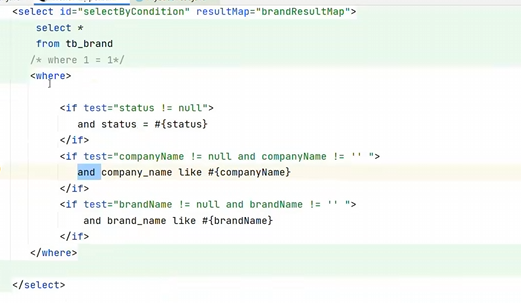 <select id="selectByCondition" resultMap="brandResultMap">
select *
from tb_brand
/* where 1 = 1*/
<where>
<if test="status != null">
and status = #{status}
</if>
<if test="companyName != null and companyName != '' ">
and company_name like #{companyName}
</if>
<if test="brandName != null and brandName != '' ">
and brand_name like #{brandName}
</if>
</where>
</select>